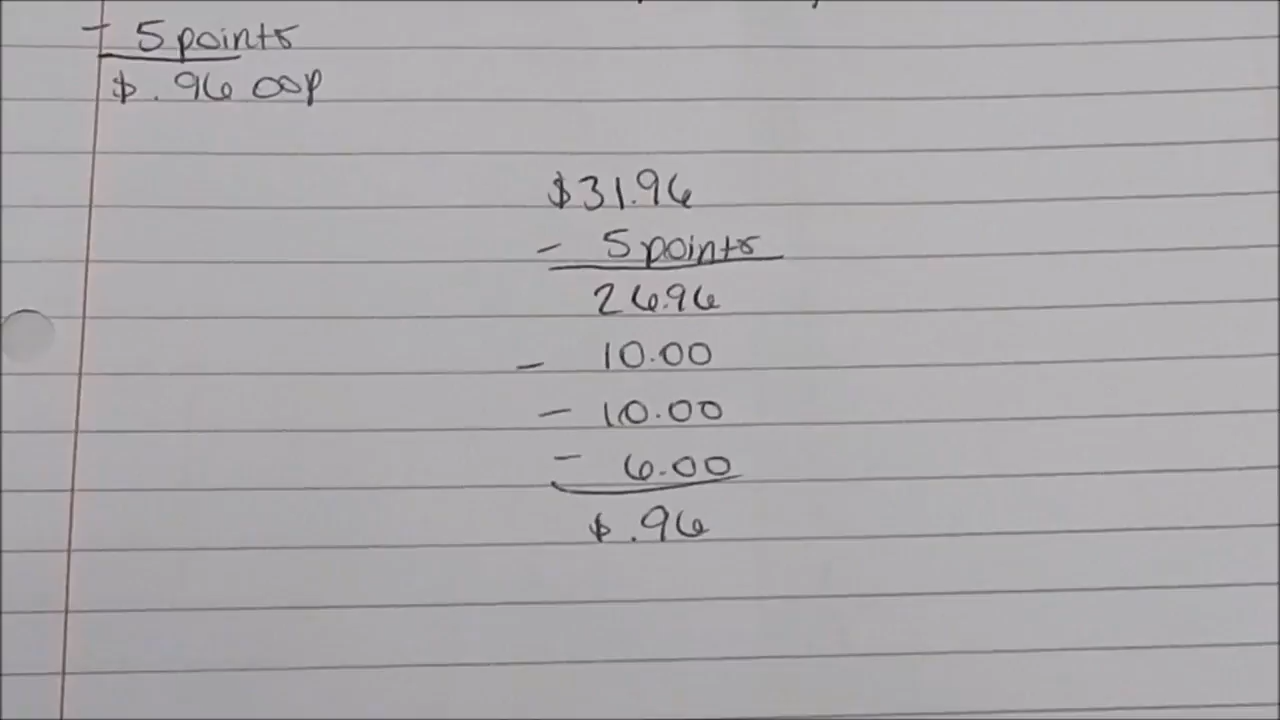 - 5 points
$ .96 OOP
$31.96
- 5 points
26.96
- 10.00
- 10.00
- 6.00
$ .96